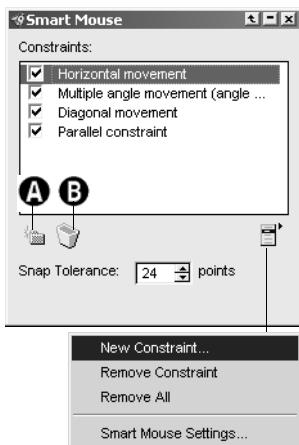 Smart Mouse
Constraints:
Horizontal movement
Multiple angle movement (angle ...
Diagonal movement
Parallel constraint
A B
Snap Tolerance: 24 points
New Constraint...
Remove Constraint
Remove All
Smart Mouse Settings...